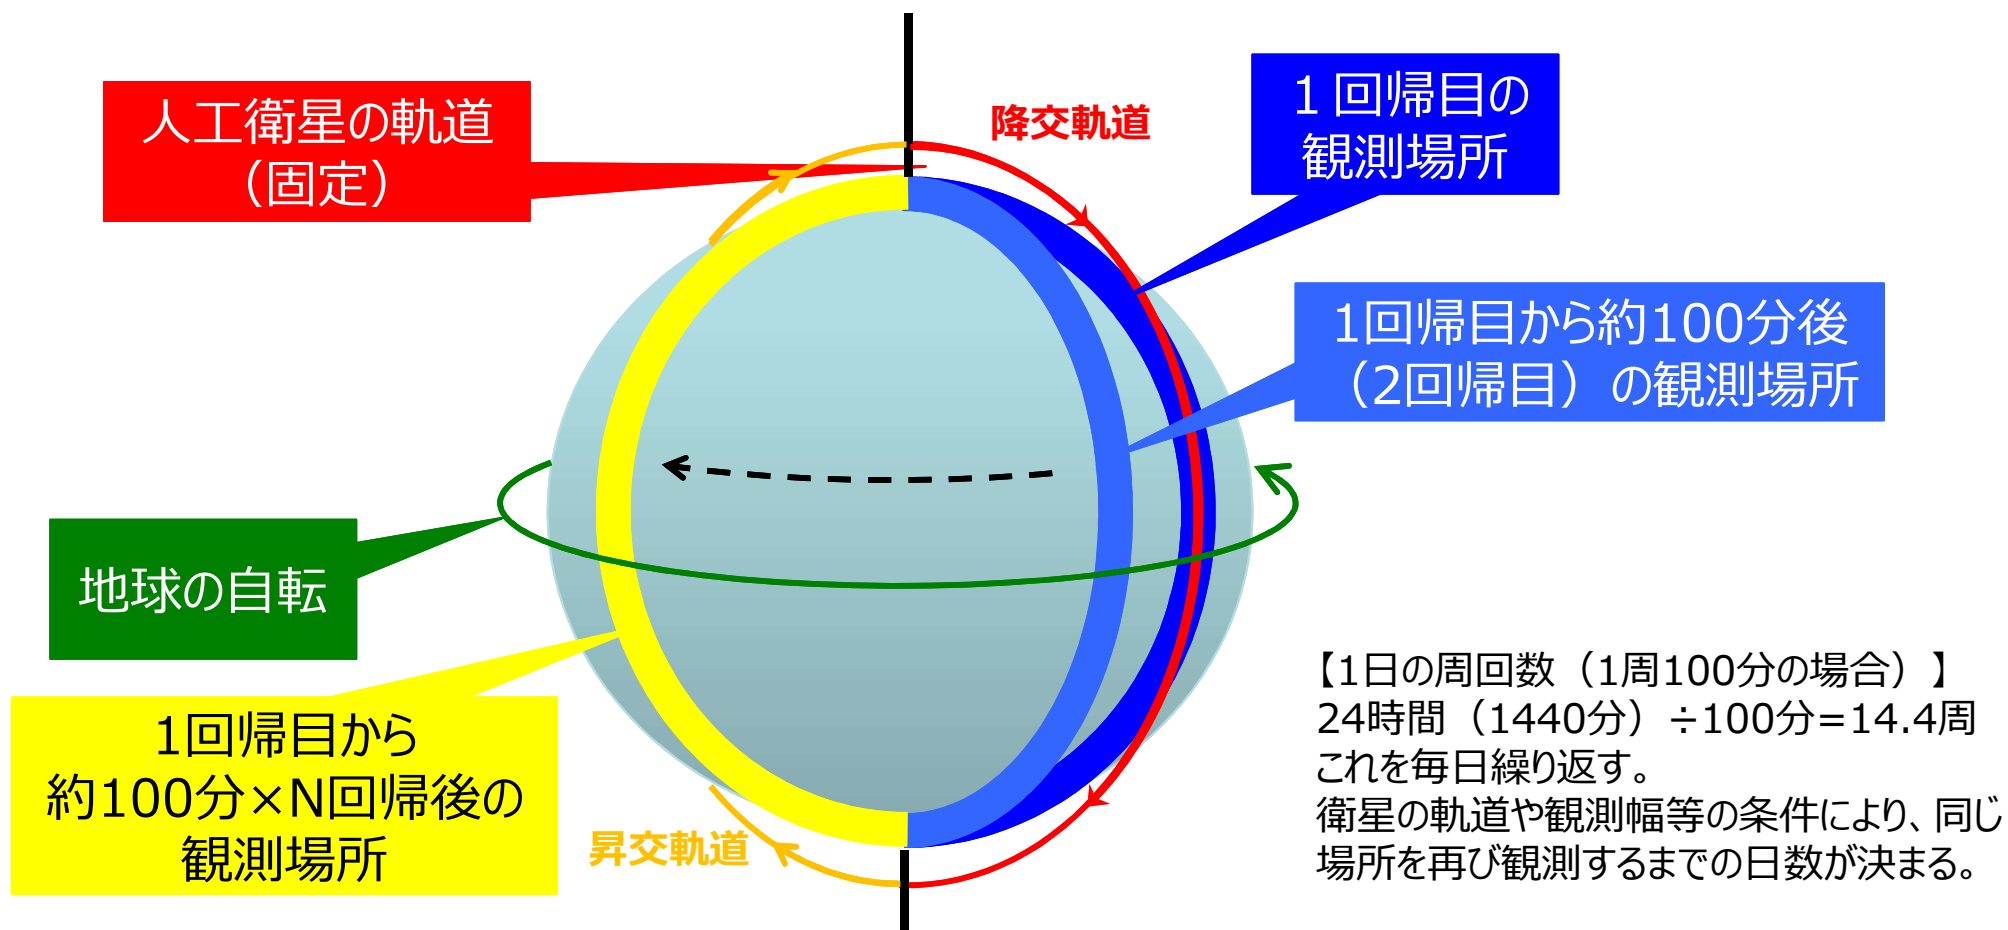 人工衛星の軌道
（固定）
降交軌道
１回帰目の
観測場所
1回帰目から約100分後
（2回帰目）の観測場所
地球の自転
1回帰目から
約100分×N回帰後の
観測場所
昇交軌道
【1日の周回数（1周100分の場合）】
24時間（1440分）÷100分=14.4周
これを毎日繰り返す。
衛星の軌道や観測幅等の条件により、同じ
場所を再び観測するまでの日数が決まる。